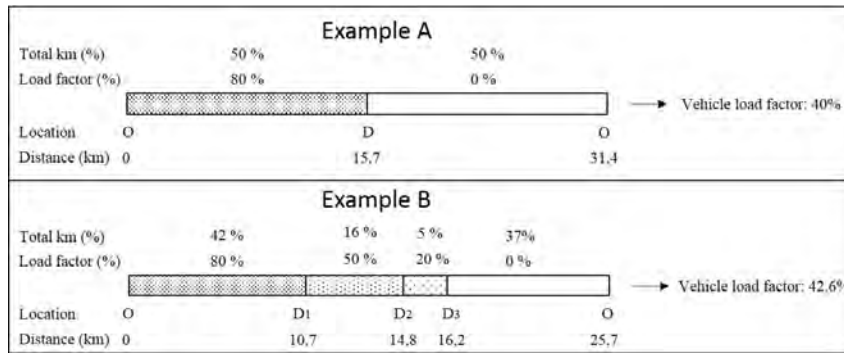 Example A
Total km (%) 50 % 50 %
Load factor (%) 80 % 0 %
Vehicle load factor: 40%
Location O D O
Distance (km) 0 15,7 31,4
Example B
Total km (%) 42 % 16 % 5 % 37%
Load factor (%) 80 % 50 % 20 % 0 %
Vehicle load factor: 42.6%
Location O D1 D2 D3 O
Distance (km) 0 10,7 14,8 16,2 25,7